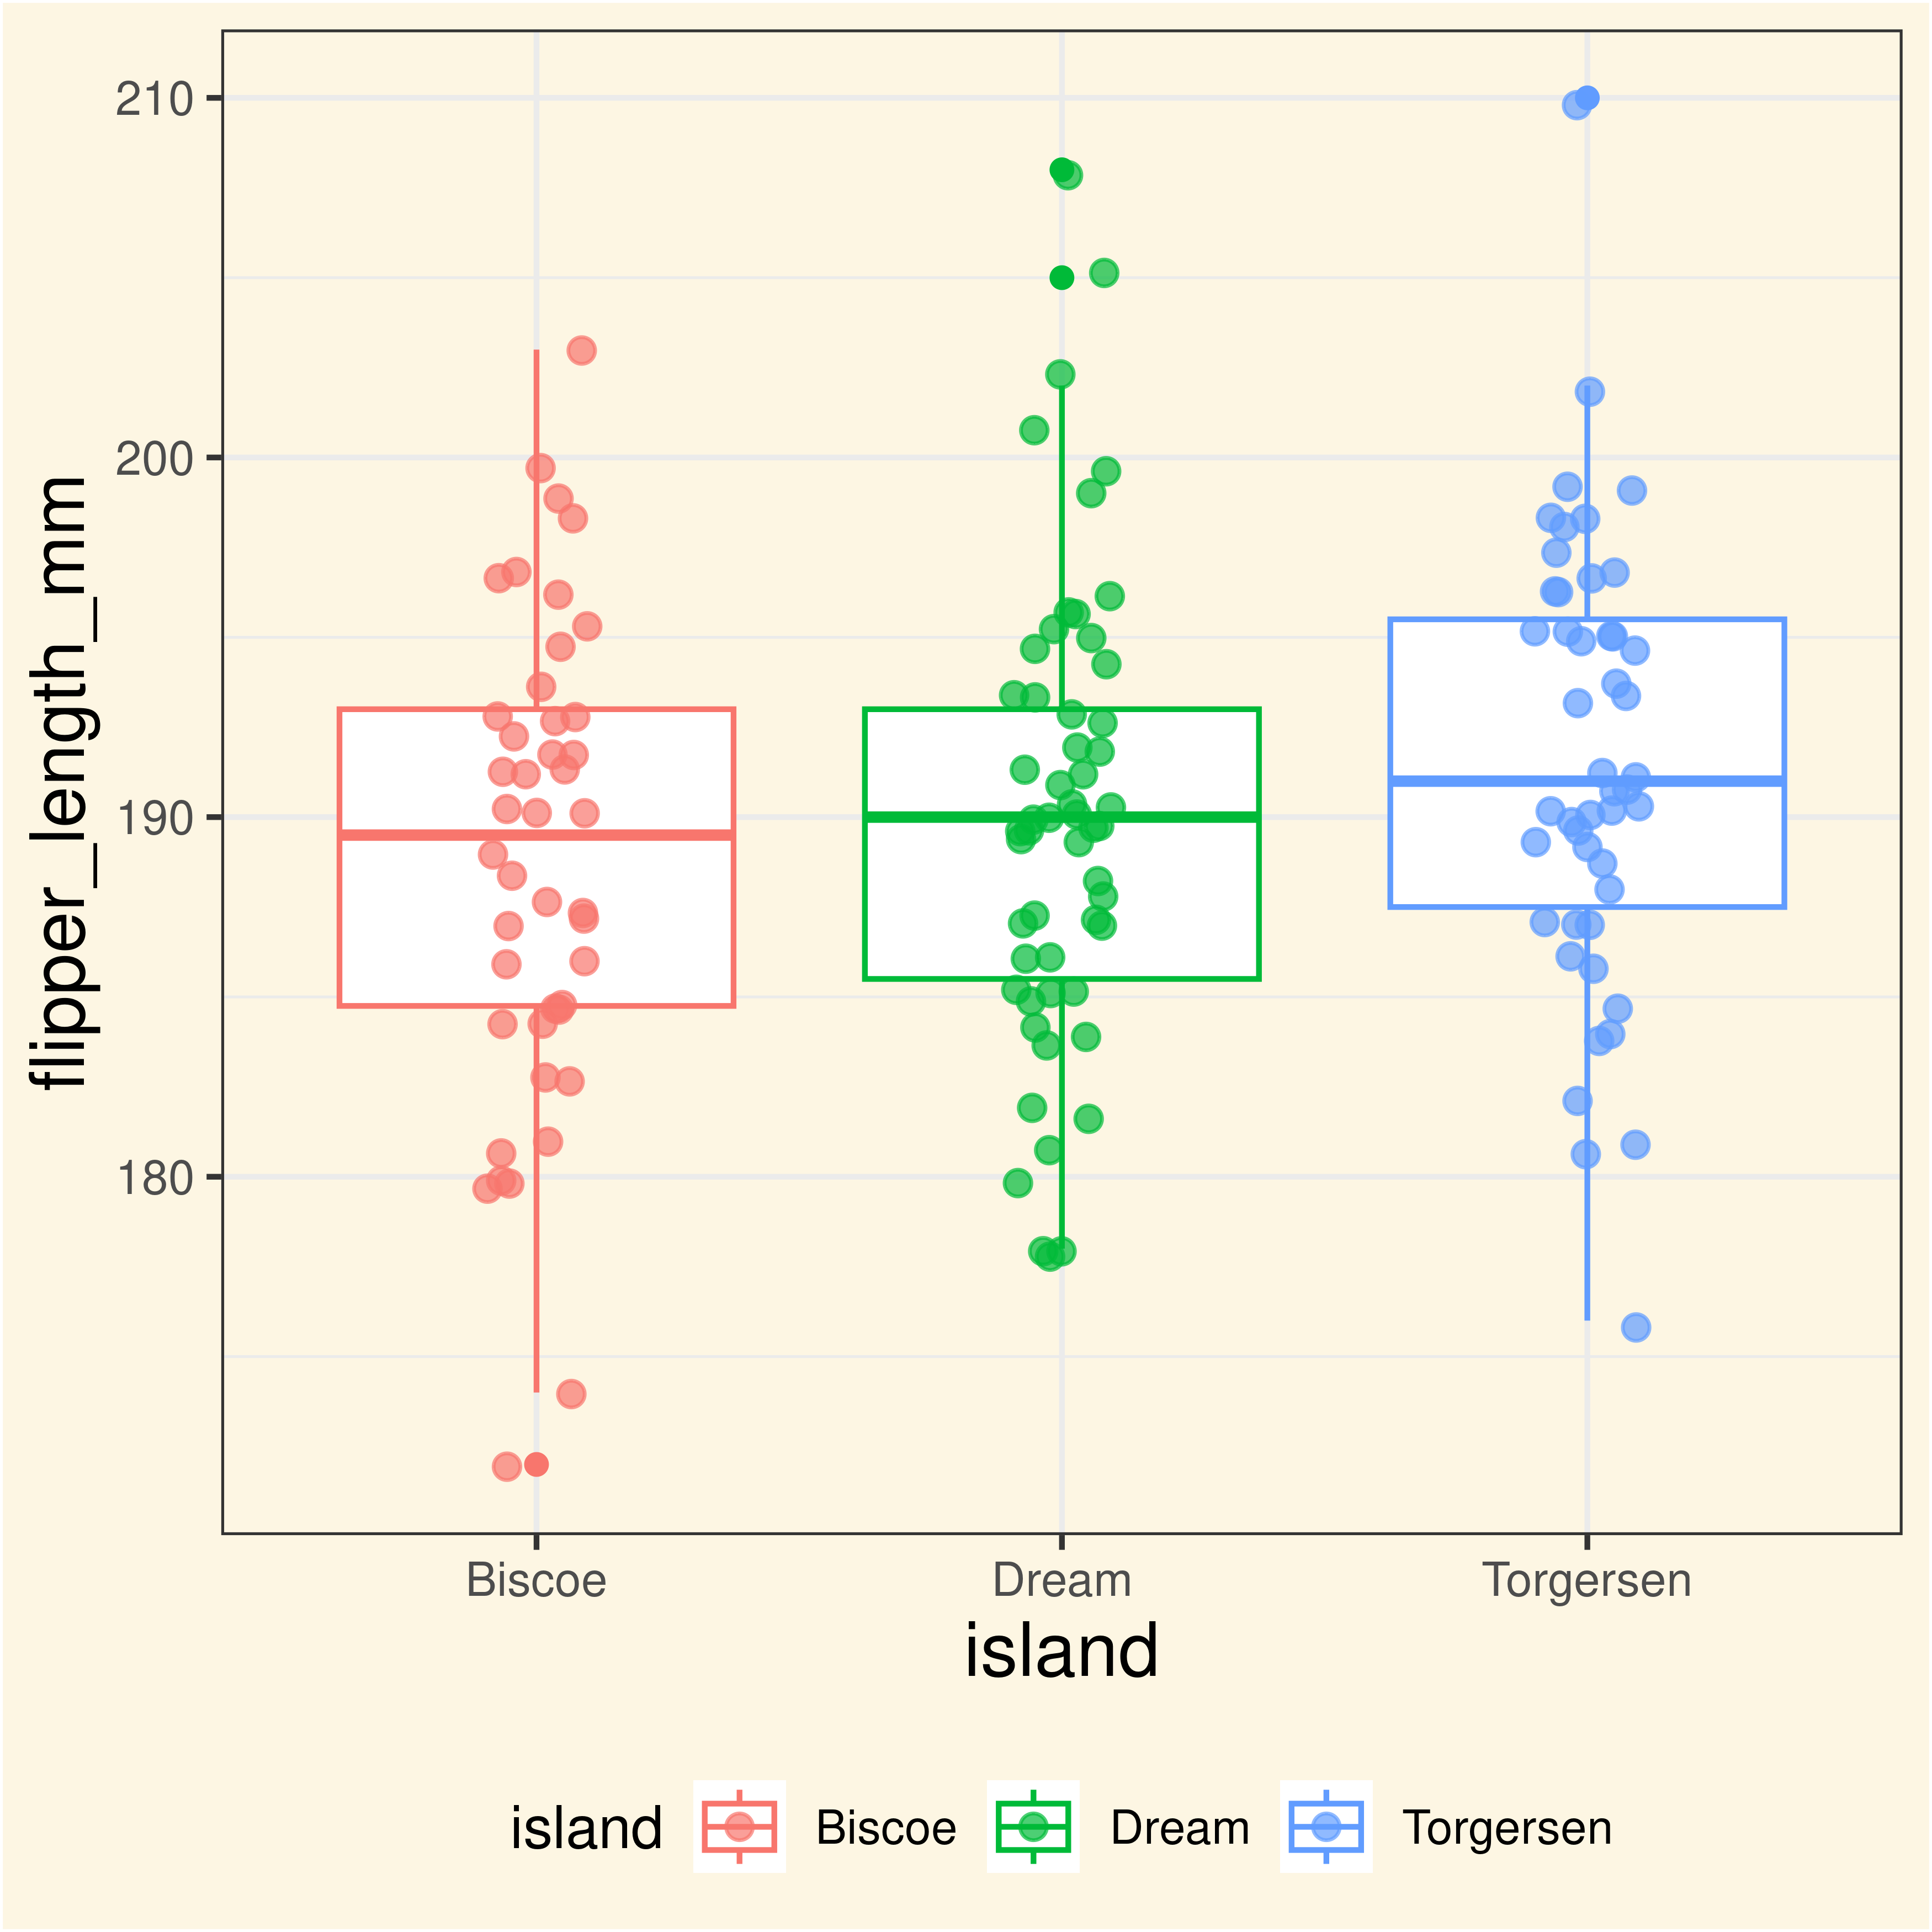 flipper_length_mm
210
200
190
180
Biscoe Dream Torgersen
island
island Biscoe Dream Torgersen